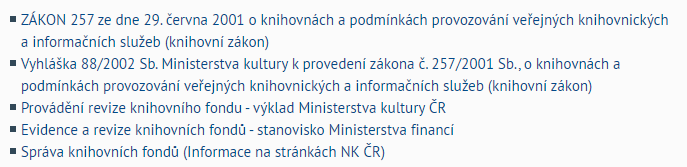 ZÁKON 257 ze dne 29. června 2001 o knihovnách a podmínkách provozování veřejných knihovnických
a informačních služeb (knihovní zákon)
Vyhláška 88/2002 Sb. Ministerstva kultury k provedení zákona č. 257/2001 Sb., o knihovnách a
podmínkách provozování veřejných knihovnických a informačních služeb (knihovní zákon)
Provádění revize knihovního fondu - výklad Ministerstva kultury ČR
Evidence a revize knihovních fondů - stanovisko Ministerstva financí
Správa knihovních fondů (Informace na stránkách NK ČR)